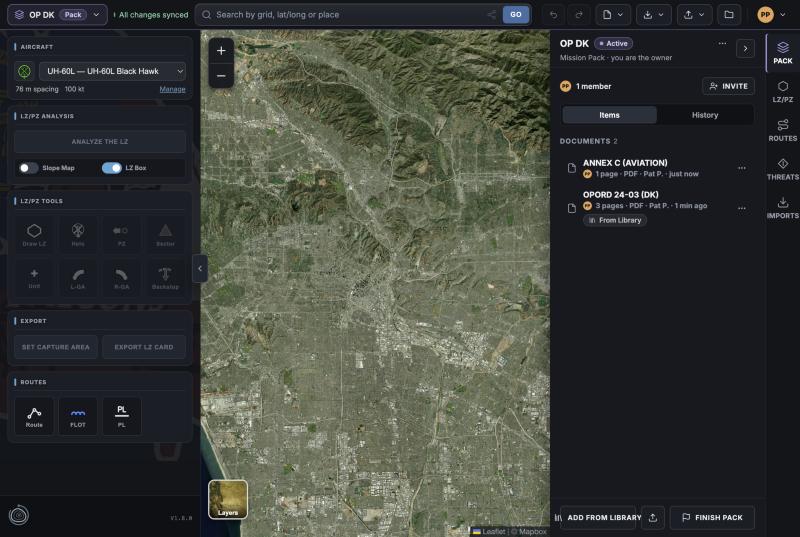 OP DK Pack All changes synced Search by grid, lat/long or place GO PP
AIRCRAFT
UH-60L — UH-60L Black Hawk
76 m spacing 100 kt Manage
LZ/PZ ANALYSIS
ANALYZE THE LZ
Slope Map LZ Box
LZ/PZ TOOLS
Draw LZ Helo PZ Sector
Unit L-GA R-GA Backstop
EXPORT
SET CAPTURE AREA EXPORT LZ CARD
ROUTES
PL
Route FLOT PL
V1.8.0
+
−
Layers
Leaflet | © Mapbox
OP DK Active
Mission Pack · you are the owner
PP 1 member INVITE
Items History
DOCUMENTS 2
ANNEX C (AVIATION)
PP 1 page · PDF · Pat P. · just now
OPORD 24-03 (DK)
PP 3 pages · PDF · Pat P. · 1 min ago
From Library
ADD FROM LIBRARY FINISH PACK
PACK
LZ/PZ
ROUTES
THREATS
IMPORTS